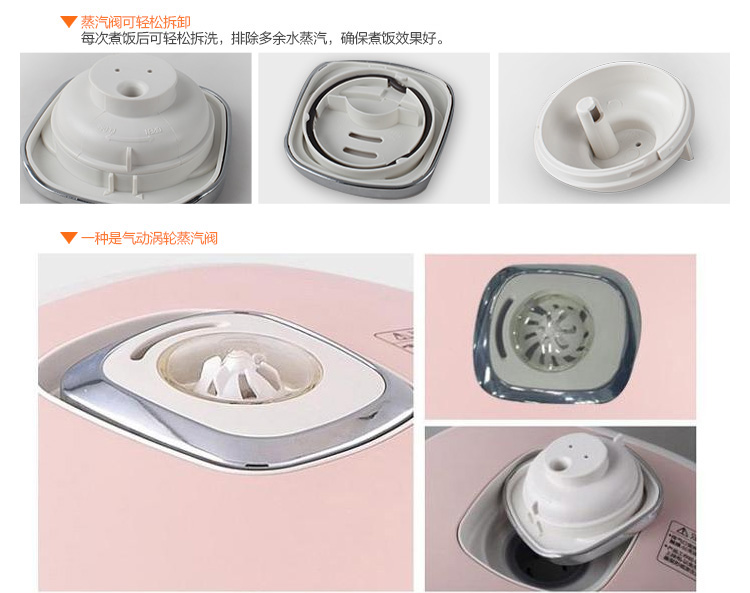 蒸汽阀可轻松拆卸
每次煮饭后可轻松拆洗，排除多余水蒸汽，确保煮饭效果好。
一种是气动涡轮蒸汽阀